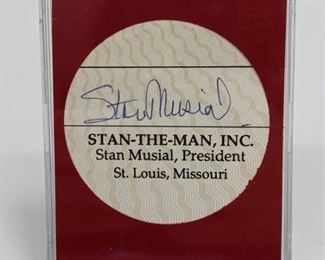 Stan Musial
STAN-THE-MAN, INC.
Stan Musial, President
St. Louis, Missouri